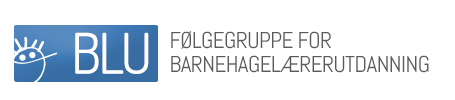 BLU
FØLGEGRUPPE FOR
BARNEHAGELÆRERUTDANNING